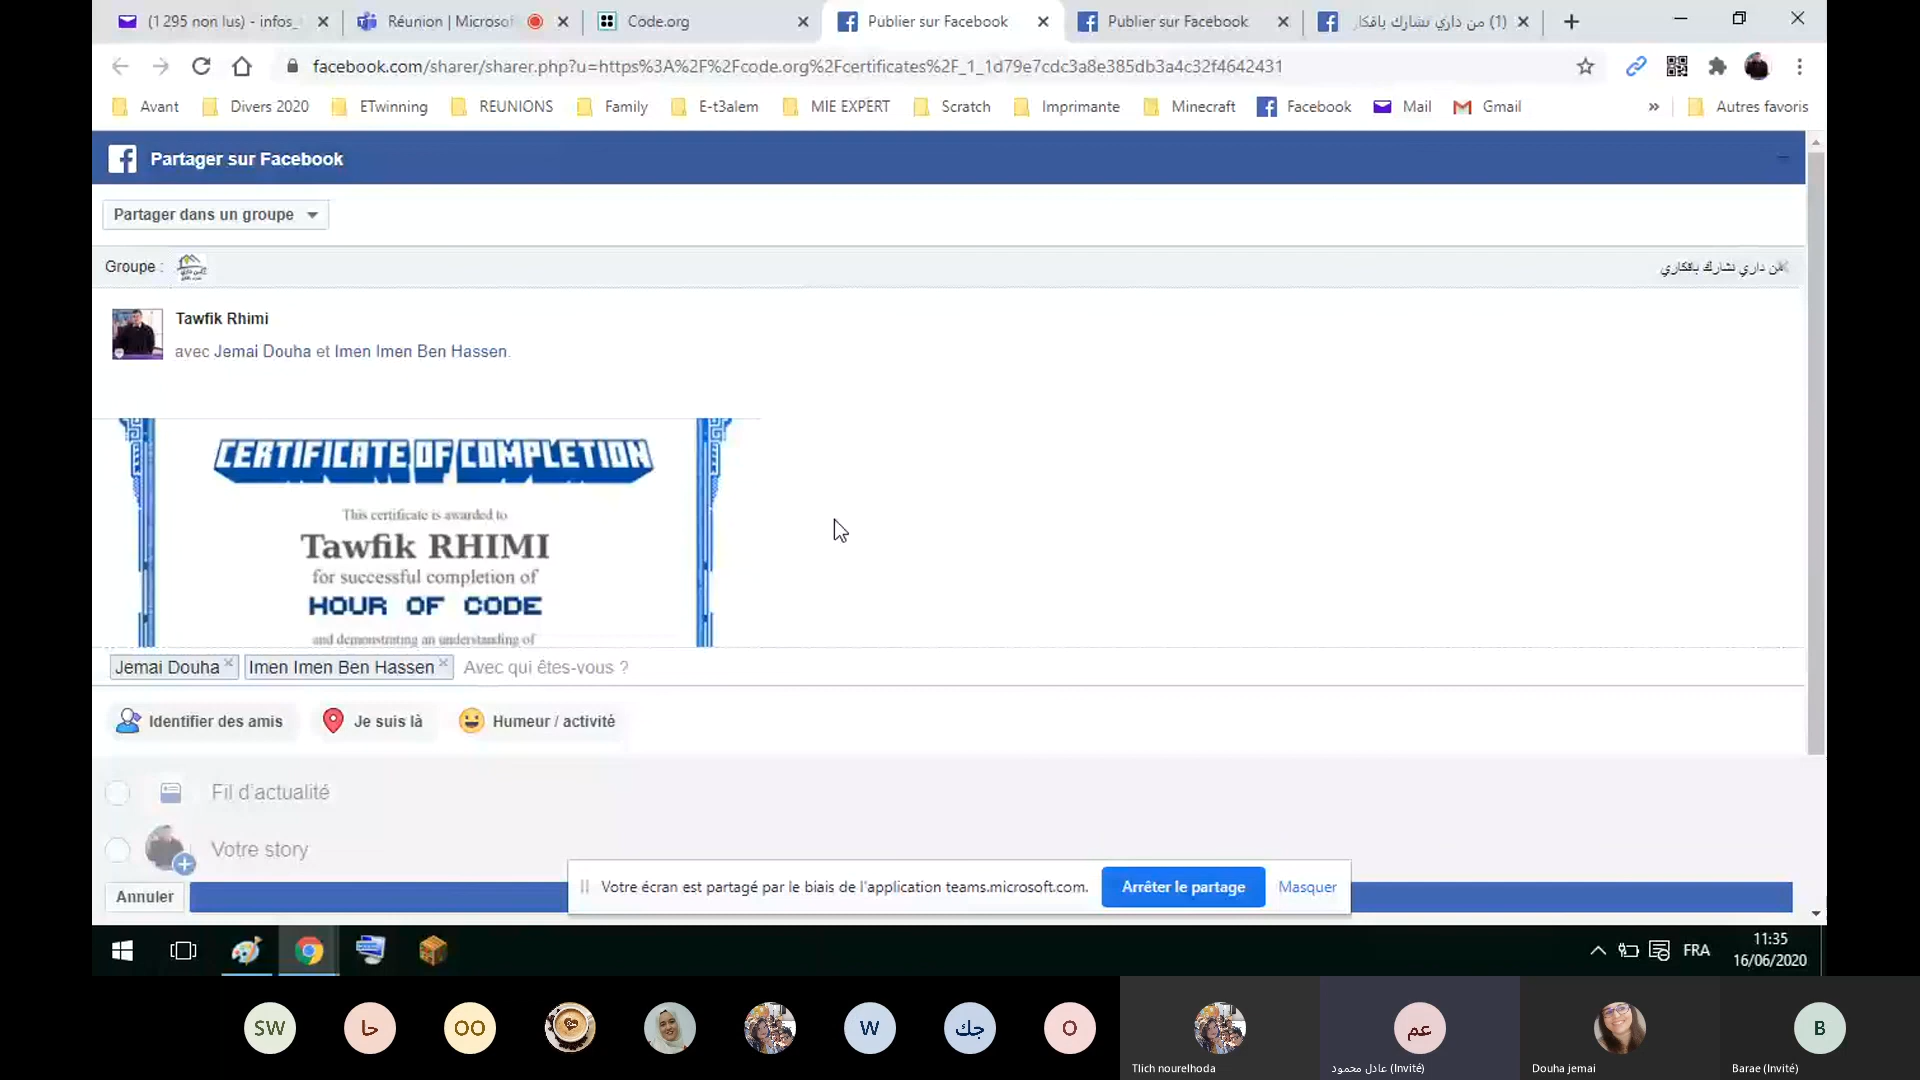 (1 295 non lus) - infos_
Réunion | Microsof
Code.org
Publier sur Facebook
Publier sur Facebook
(1) من داري نشارك بافكار
facebook.com/sharer/sharer.php?u=https%3A%2F%2Fcode.org%2Fcertificates%2F_1_1d79e7cdc3a8e385db3a4c32f4642431
Avant
Divers 2020
ETwinning
REUNIONS
Family
E-t3alem
MIE EXPERT
Scratch
Imprimante
Minecraft
Facebook
Mail
Gmail
»
Autres favoris
Partager sur Facebook
Partager dans un groupe
Groupe :
من داري نشارك بافكاري
Tawfik Rhimi
avec Jemai Douha et Imen Imen Ben Hassen.
CERTIFICATE OF COMPLETION
This certificate is awarded to
Tawfik RHIMI
for successful completion of
HOUR OF CODE
and demonstrating an understanding of
Jemai Douha
Imen Imen Ben Hassen
Avec qui êtes-vous ?
Identifier des amis
Je suis là
Humeur / activité
Fil d'actualité
Votre story
Annuler
Votre écran est partagé par le biais de l'application teams.microsoft.com.
Arrêter le partage
Masquer
FRA
11:35
16/06/2020
SW
حا
OO
W
جك
O
عم
B
Tlich nourelhoda
عادل محمود (Invité)
Douha jemai
Barae (Invité)